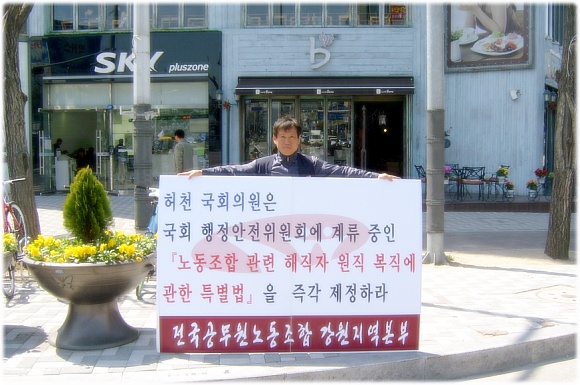 SKY pluszone
b
허천 국회의원은
국회 행정안전위원회에 계류 중인
『노동조합 관련 해직자 원직 복직에
관한 특별법』을 즉각 제정하라
전국공무원노동조합 강원지역본부